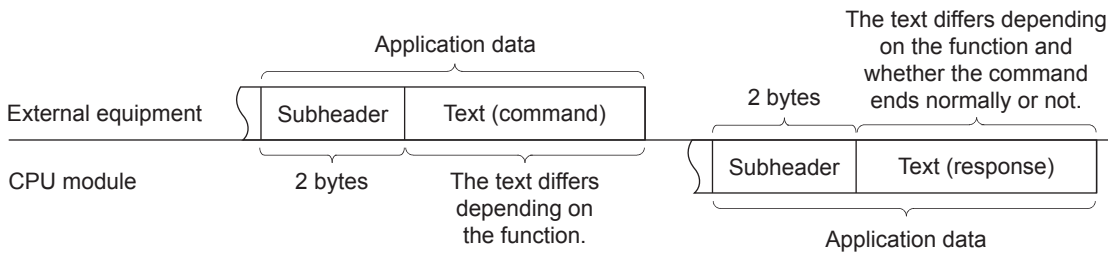 The text differs depending
on the function and
whether the command
ends normally or not.
Application data
2 bytes
External equipment
Subheader
Text (command)
CPU module
2 bytes
The text differs
depending on
the function.
Subheader
Text (response)
Application data